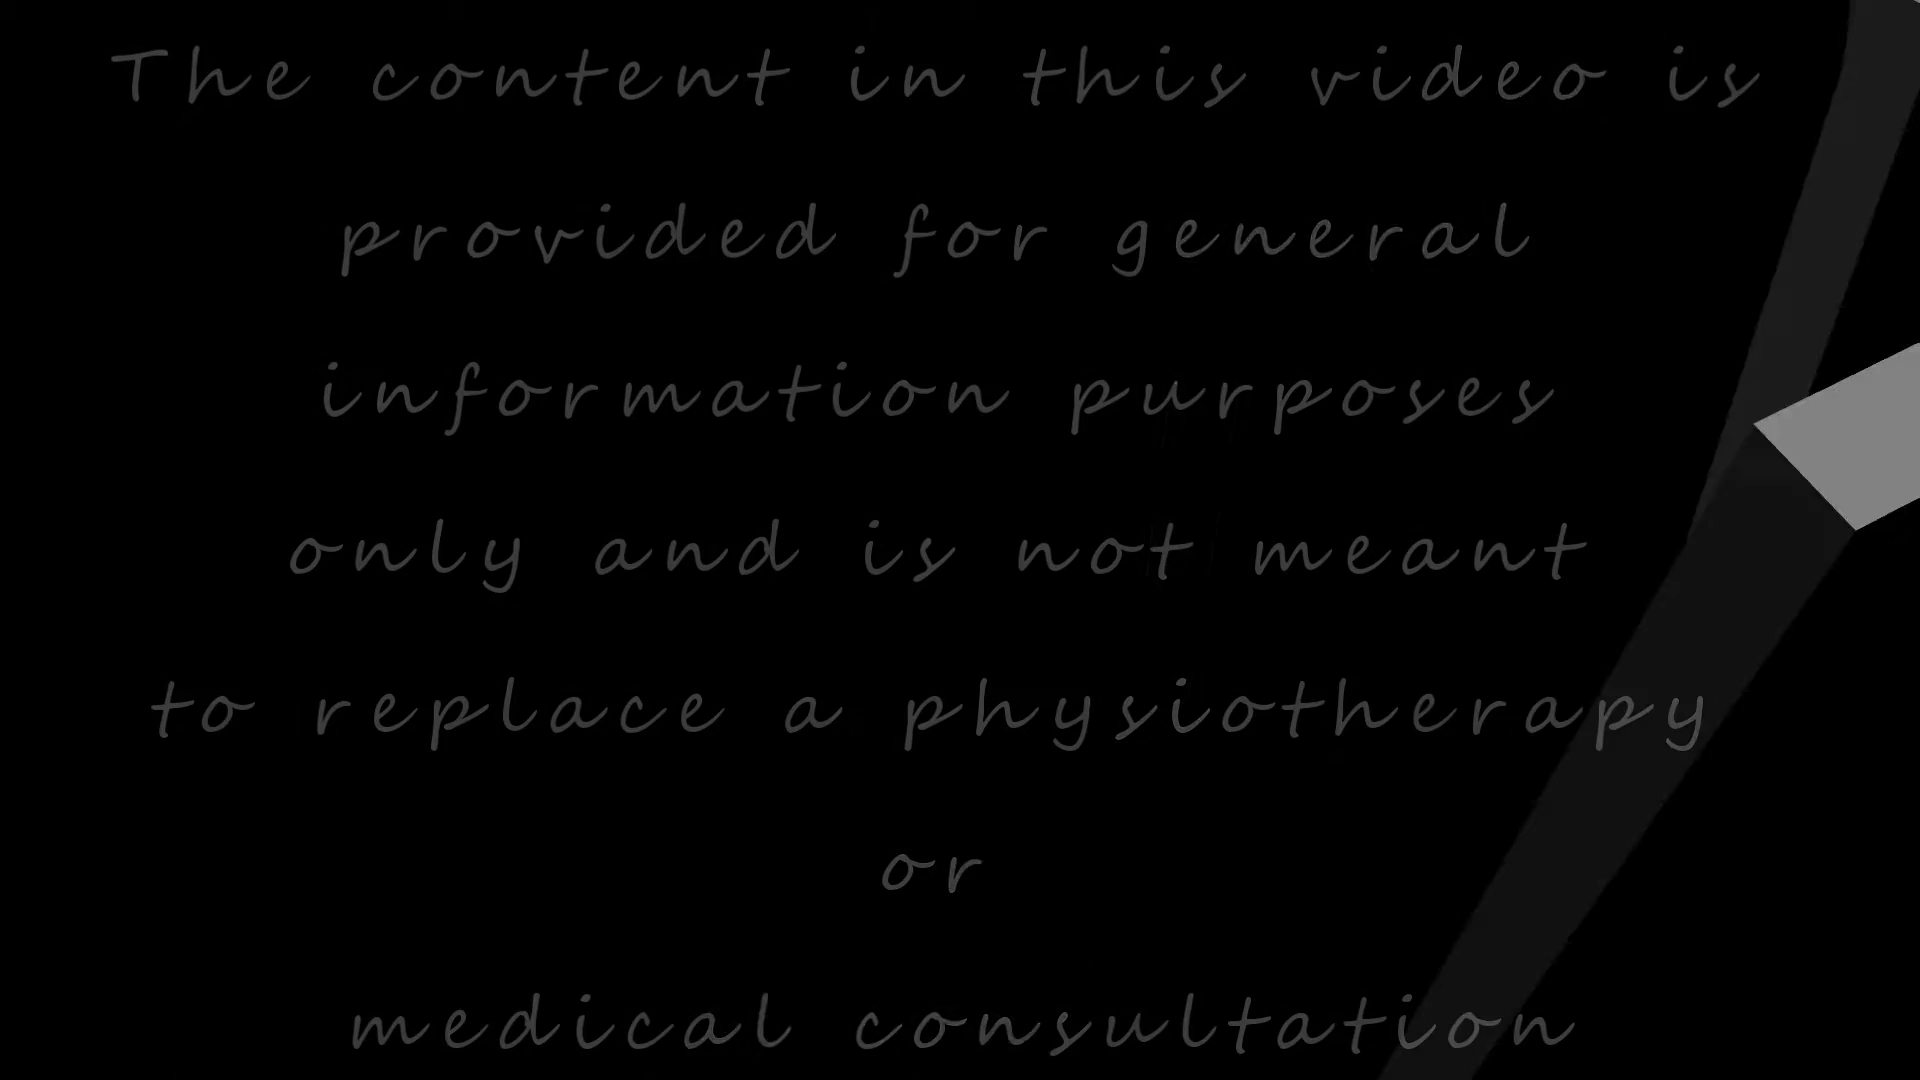 The content in this video is
provided for general
information purposes
only and is not meant
to replace a physiotherapy
or
medical consultation